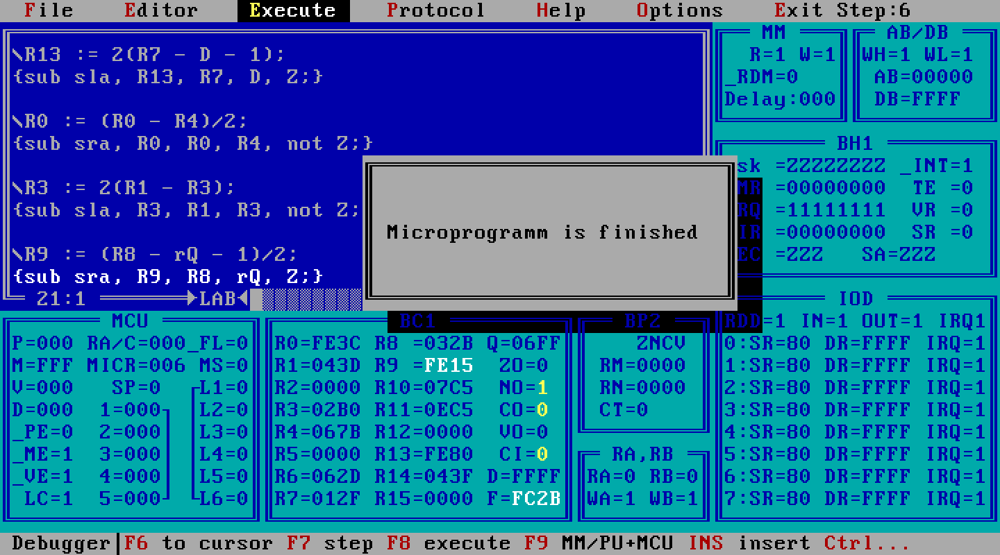 File Editor Execute Protocol Help Options Exit Step:6
\R13 := 2(R7 - D - 1);
{sub sla, R13, R7, D, Z;}
\R0 := (R0 - R4)/2;
{sub sra, R0, R0, R4, not Z;}
\R3 := 2(R1 - R3);
{sub sla, R3, R1, R3, not Z;
\R9 := (R8 - rQ - 1)/2;
{sub sra, R9, R8, rQ, Z;}
21:1 LAB
MM
R=1 W=1
_RDM=0
Delay:000
AB/DB
WH=1 WL=1
AB=00000
DB=FFFF
BH1
sk =ZZZZZZZZ _INT=1
MR =00000000 TE =0
RQ =11111111 VR =0
IR =00000000 SR =0
EC =ZZZ SA=ZZZ
Microprogramm is finished
MCU
P=000 RA/C=000_FL=0
M=FFF MICR=006 MS=0
V=000 SP=0 L1=0
D=000 1=000 L2=0
_PE=0 2=000 L3=0
_ME=1 3=000 L4=0
_VE=1 4=000 L5=0
LC=1 5=000 L6=0
BC1
R0=FE3C R8 =032B Q=06FF
R1=043D R9 =FE15 ZO=0
R2=0000 R10=07C5 NO=1
R3=02B0 R11=0EC5 CO=0
R4=067B R12=0000 VO=0
R5=0000 R13=FE80 CI=0
R6=062D R14=043F D=FFFF
R7=012F R15=0000 F=FC2B
BP2
ZNCV
RM=0000
RN=0000
CT=0
RA,RB
RA=0 RB=0
WA=1 WB=1
IOD
RDD=1 IN=1 OUT=1 IRQ1
0:SR=80 DR=FFFF IRQ=1
1:SR=80 DR=FFFF IRQ=1
2:SR=80 DR=FFFF IRQ=1
3:SR=80 DR=FFFF IRQ=1
4:SR=80 DR=FFFF IRQ=1
5:SR=80 DR=FFFF IRQ=1
6:SR=80 DR=FFFF IRQ=1
7:SR=80 DR=FFFF IRQ=1
Debugger F6 to cursor F7 step F8 execute F9 MM/PU+MCU INS insert Ctrl...